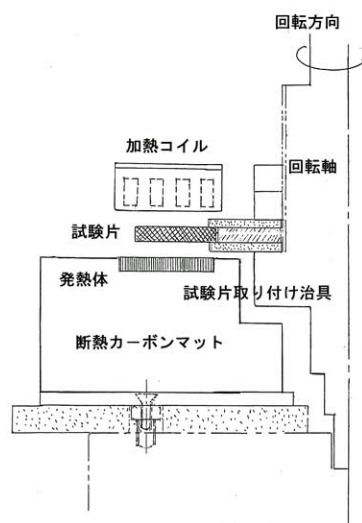 回転方向
加熱コイル
回転軸
試験片
発熱体
試験片取り付け治具
断熱カーボンマット